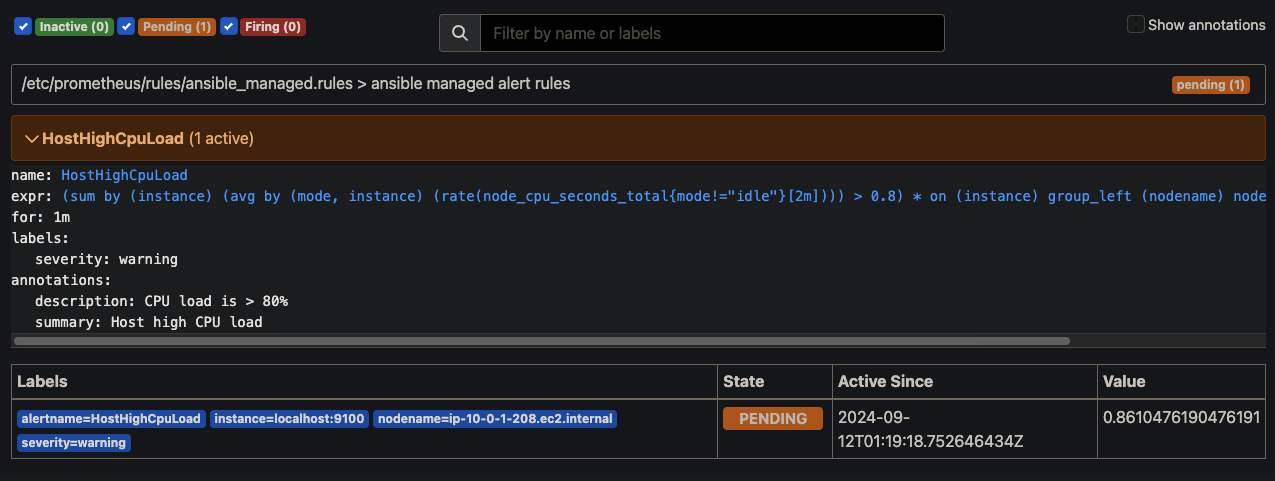 Inactive (0) Pending (1) Firing (0)
Filter by name or labels
Show annotations
/etc/prometheus/rules/ansible_managed.rules > ansible managed alert rules pending (1)
HostHighCpuLoad (1 active)
name: HostHighCpuLoad
expr: (sum by (instance) (avg by (mode, instance) (rate(node_cpu_seconds_total{mode!="idle"}[2m]))) > 0.8) * on (instance) group_left (nodename) node
for: 1m
labels:
severity: warning
annotations:
description: CPU load is > 80%
summary: Host high CPU load
Labels State Active Since Value
alertname=HostHighCpuLoad instance=localhost:9100 nodename=ip-10-0-1-208.ec2.internal
severity=warning
PENDING
2024-09-
12T01:19:18.752646434Z
0.8610476190476191